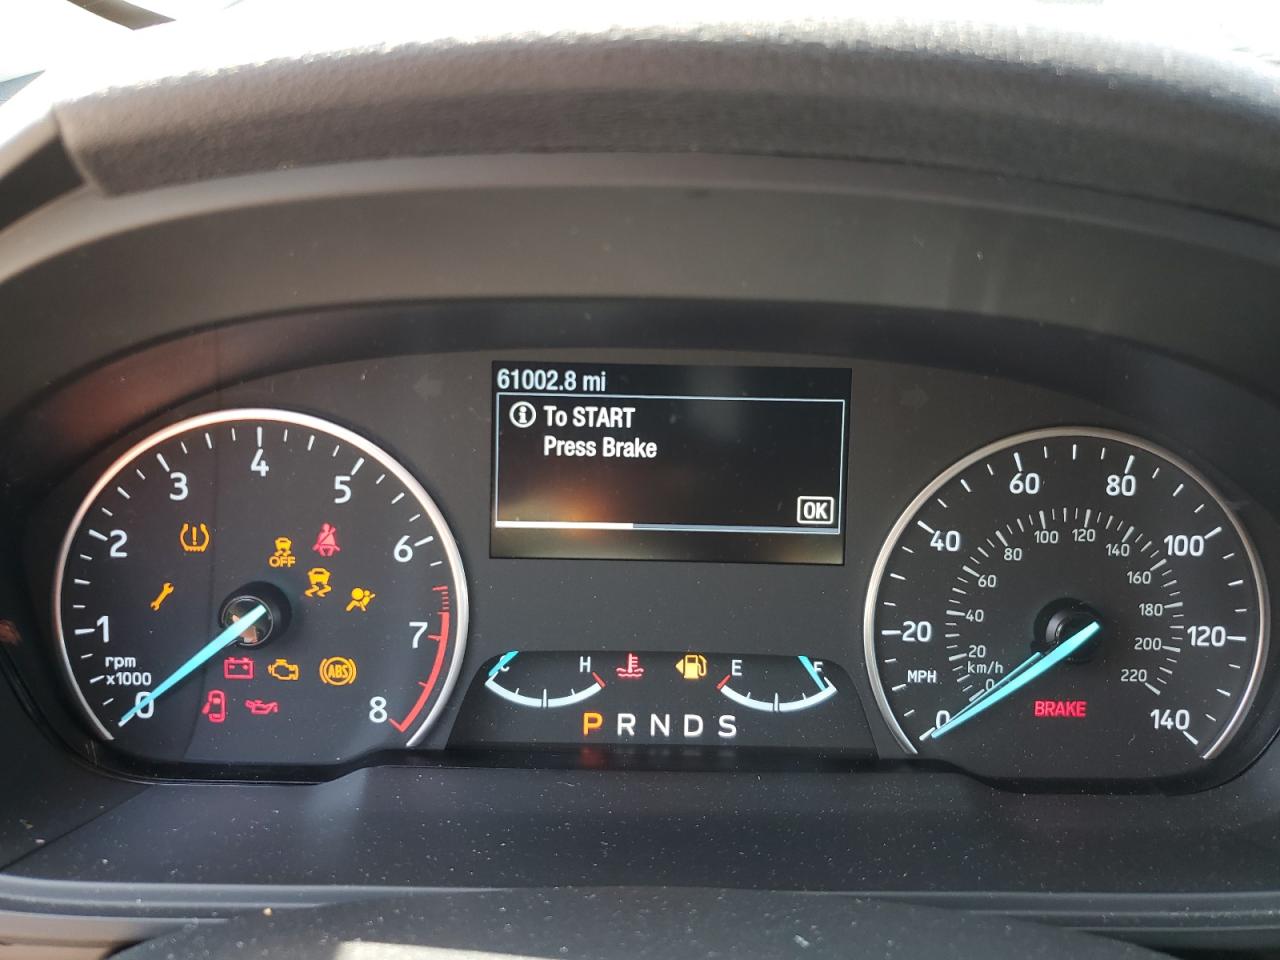 61002.8 mi
i To START
Press Brake
OK
0 1 2 3 4 5 6 7 8
rpm
x1000
OFF
ABS
C H
E F
P R N D S
0 20 40 60 80 100 120 140
MPH
0 20 40 60 80 100 120 140 160 180 200 220
km/h
BRAKE